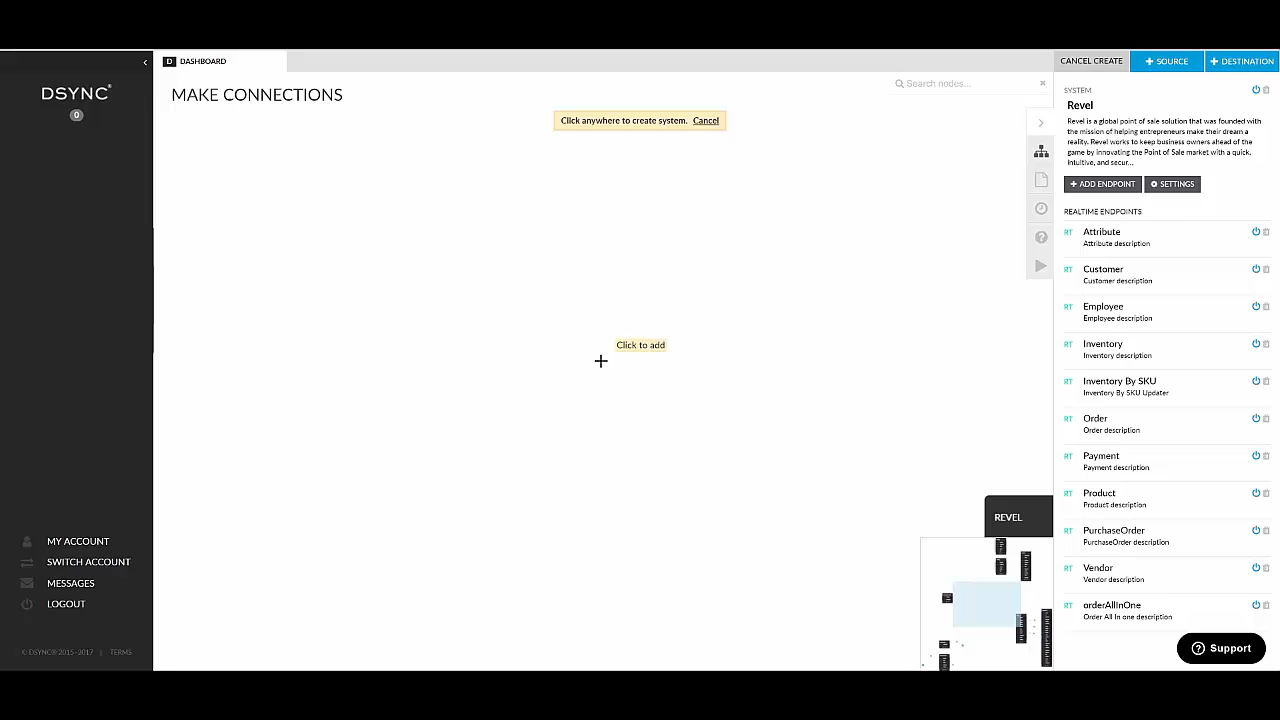 D DASHBOARD
CANCEL CREATE
+ SOURCE
+ DESTINATION
DSYNC®
0
MAKE CONNECTIONS
Search nodes...
Click anywhere to create system. Cancel
SYSTEM
Revel
Revel is a global point of sale solution that was founded with
the mission of helping entrepreneurs make their dream a
reality. Revel works to keep business owners ahead of the
game by innovating the Point of Sale market with a quick,
intuitive, and secur...
+ ADD ENDPOINT
SETTINGS
REALTIME ENDPOINTS
RT Attribute
Attribute description
RT Customer
Customer description
RT Employee
Employee description
RT Inventory
Inventory description
RT Inventory By SKU
Inventory By SKU Updater
RT Order
Order description
RT Payment
Payment description
RT Product
Product description
RT PurchaseOrder
PurchaseOrder description
RT Vendor
Vendor description
RT orderAllInOne
Order All In one description
Click to add
REVEL
MY ACCOUNT
SWITCH ACCOUNT
MESSAGES
LOGOUT
© DSYNC® 2015-2017 | TERMS
Support